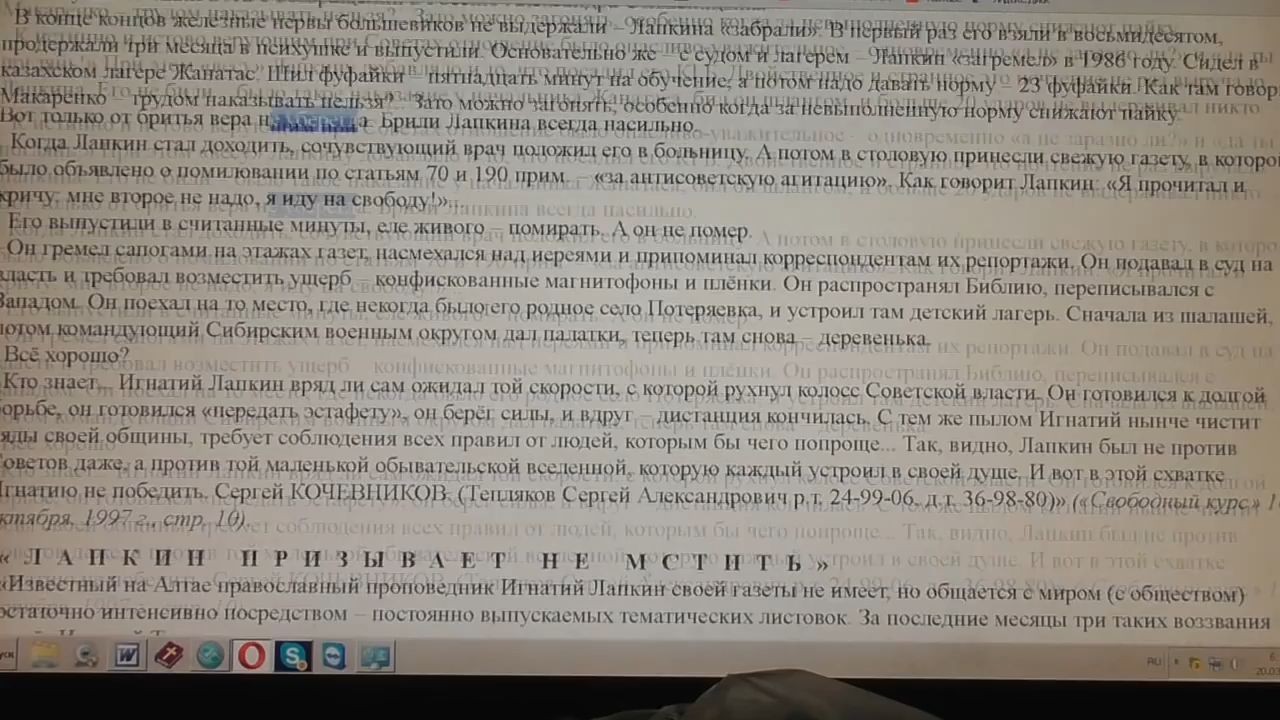 В конце концов железные нервы большевиков не выдержали – Лапкина «забрали». В первый раз его взяли в восьмидесятом,
продержали три месяца в психушке и выпустили. Основательно же – с судом и лагерем – Лапкин «загремел» в 1986 году. Сидел в
казахском лагере Жанатас. Шил фуфайки – пятнадцать минут на обучение, а потом надо давать норму – 23 фуфайки. Как там говор
Макаренко – трудом наказывать нельзя?.. Зато можно загонять, особенно когда за невыполненную норму снижают пайку.
Вот только от бритья вера не а. Брили Лапкина всегда насильно.
Когда Лапкин стал доходить, сочувствующий врач положил его в больницу. А потом в столовую принесли свежую газету, в которо
было объявлено о помиловании по статьям 70 и 190 прим. – «за антисоветскую агитацию». Как говорит Лапкин: «Я прочитал и
кричу: мне второе не надо, я иду на свободу!»...
Его выпустили в считанные минуты, еле живого – помирать. А он не помер.
Он гремел сапогами на этажах газет, насмехался над иереями и припоминал корреспондентам их репортажи. Он подавал в суд на
власть и требовал возместить ущерб – конфискованные магнитофоны и плёнки. Он распространял Библию, переписывался с
Западом. Он поехал на то место, где некогда было его родное село Потеряевка, и устроил там детский лагерь. Сначала из шалашей,
потом командующий Сибирским военным округом дал палатки, теперь там снова – деревенька.
Всё хорошо?
Кто знает... Игнатий Лапкин вряд ли сам ожидал той скорости, с которой рухнул колосс Советской власти. Он готовился к долгой
орьбе, он готовился «передать эстафету», он берёг силы, и вдруг – дистанция кончилась. С тем же пылом Игнатий нынче чистит
яды своей общины, требует соблюдения всех правил от людей, которым бы чего попроще... Так, видно, Лапкин был не против
Советов даже, а против той маленькой обывательской вселенной, которую каждый устроил в своей душе. И вот в этой схватке
Игнатию не победить. Сергей КОЧЕВНИКОВ. (Тепляков Сергей Александрович р.т. 24-99-06, д.т. 36-98-80)» («Свободный курс»
ктября, 1997 г., стр. 10).
«ЛАПКИН ПРИЗЫВАЕТ НЕ МСТИТЬ»
«Известный на Алтае православный проповедник Игнатий Лапкин своей газеты не имеет, но общается с миром (с обществом)
остаточно интенсивно посредством – постоянно выпускаемых тематических листовок. За последние месяцы три таких воззвания
RU